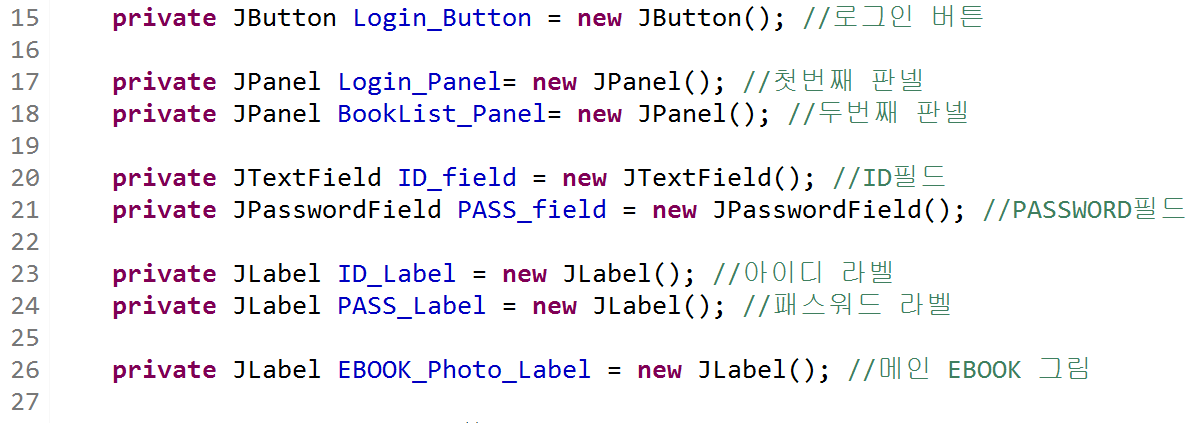 15 private JButton Login_Button = new JButton(); //로그인 버튼
16
17 private JPanel Login_Panel= new JPanel(); //첫번째 판넬
18 private JPanel BookList_Panel= new JPanel(); //두번째 판넬
19
20 private JTextField ID_field = new JTextField(); //ID필드
21 private JPasswordField PASS_field = new JPasswordField(); //PASSWORD필드
22
23 private JLabel ID_Label = new JLabel(); //아이디 라벨
24 private JLabel PASS_Label = new JLabel(); //패스워드 라벨
25
26 private JLabel EBOOK_Photo_Label = new JLabel(); //메인 EBOOK 그림
27